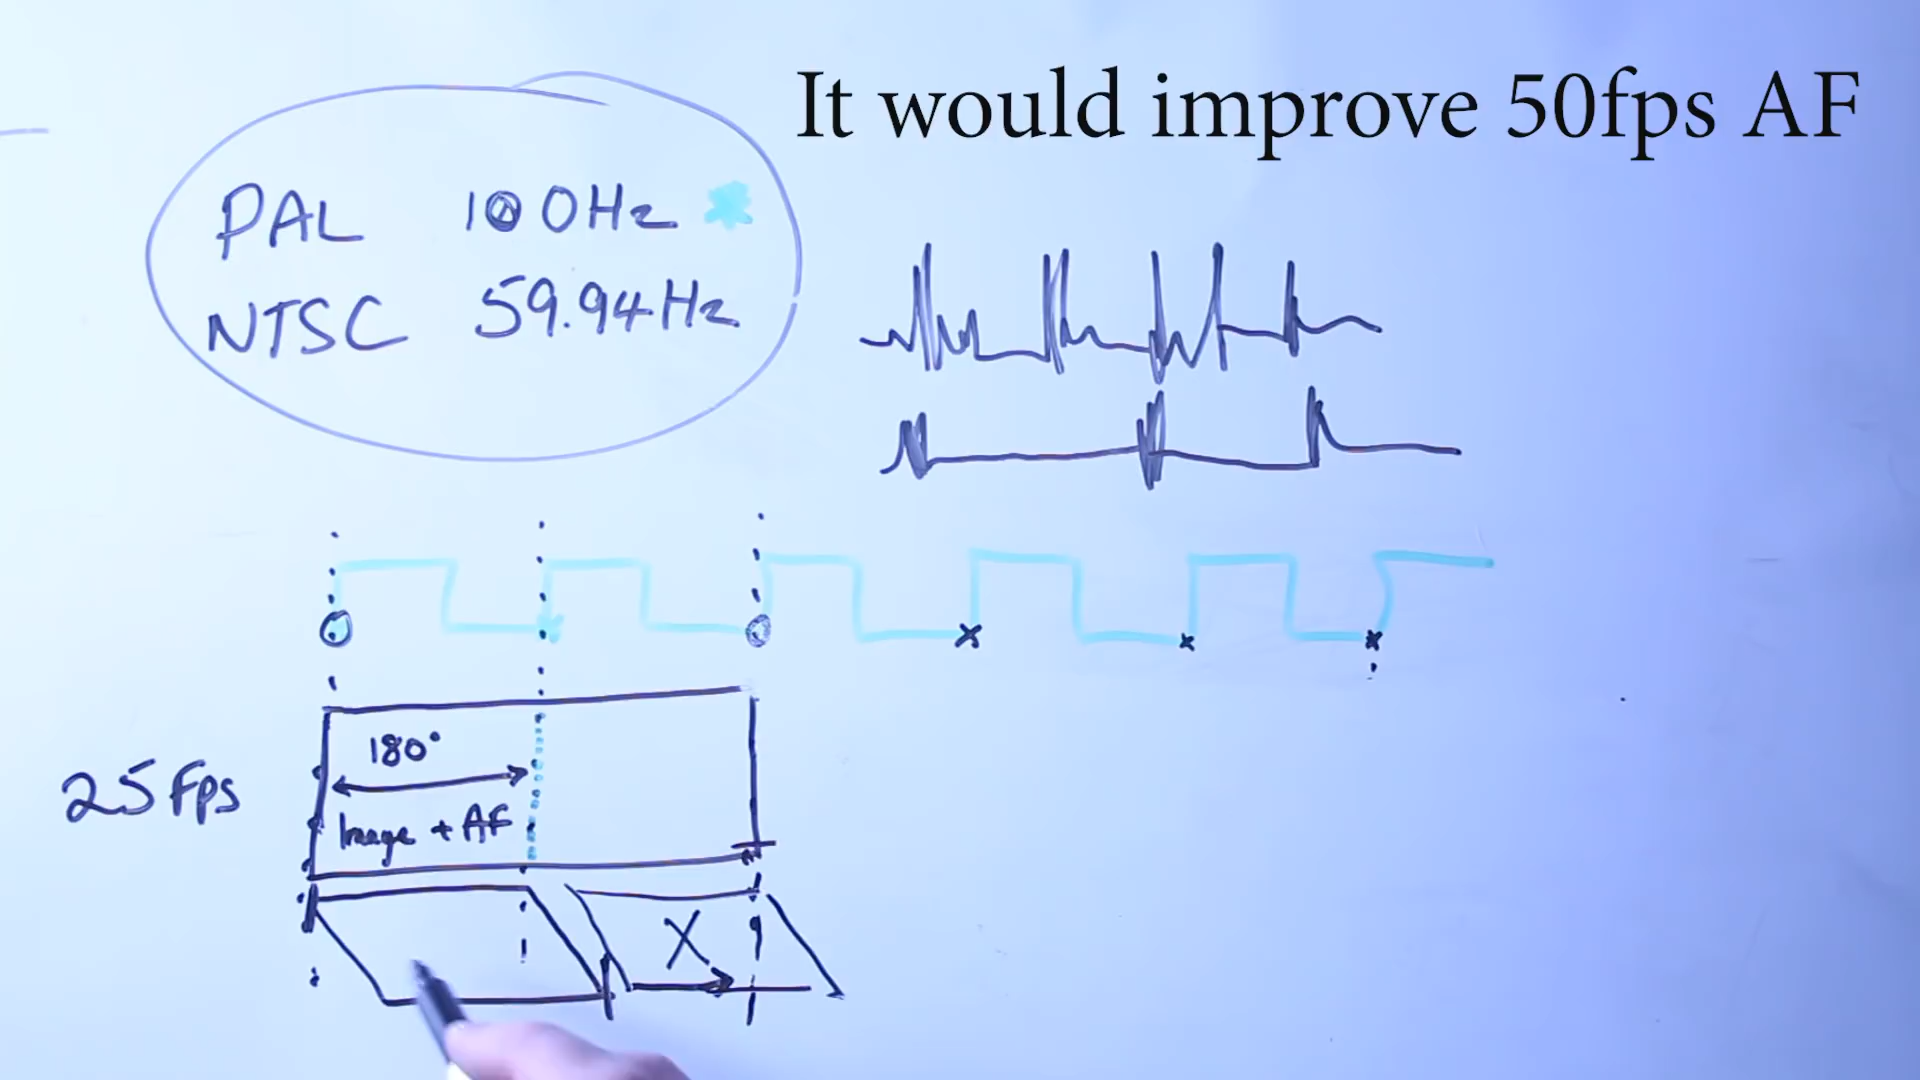 It would improve 50fps AF
PAL 100Hz *
NTSC 59.94Hz
25 Fps
180°
Image + AF
X